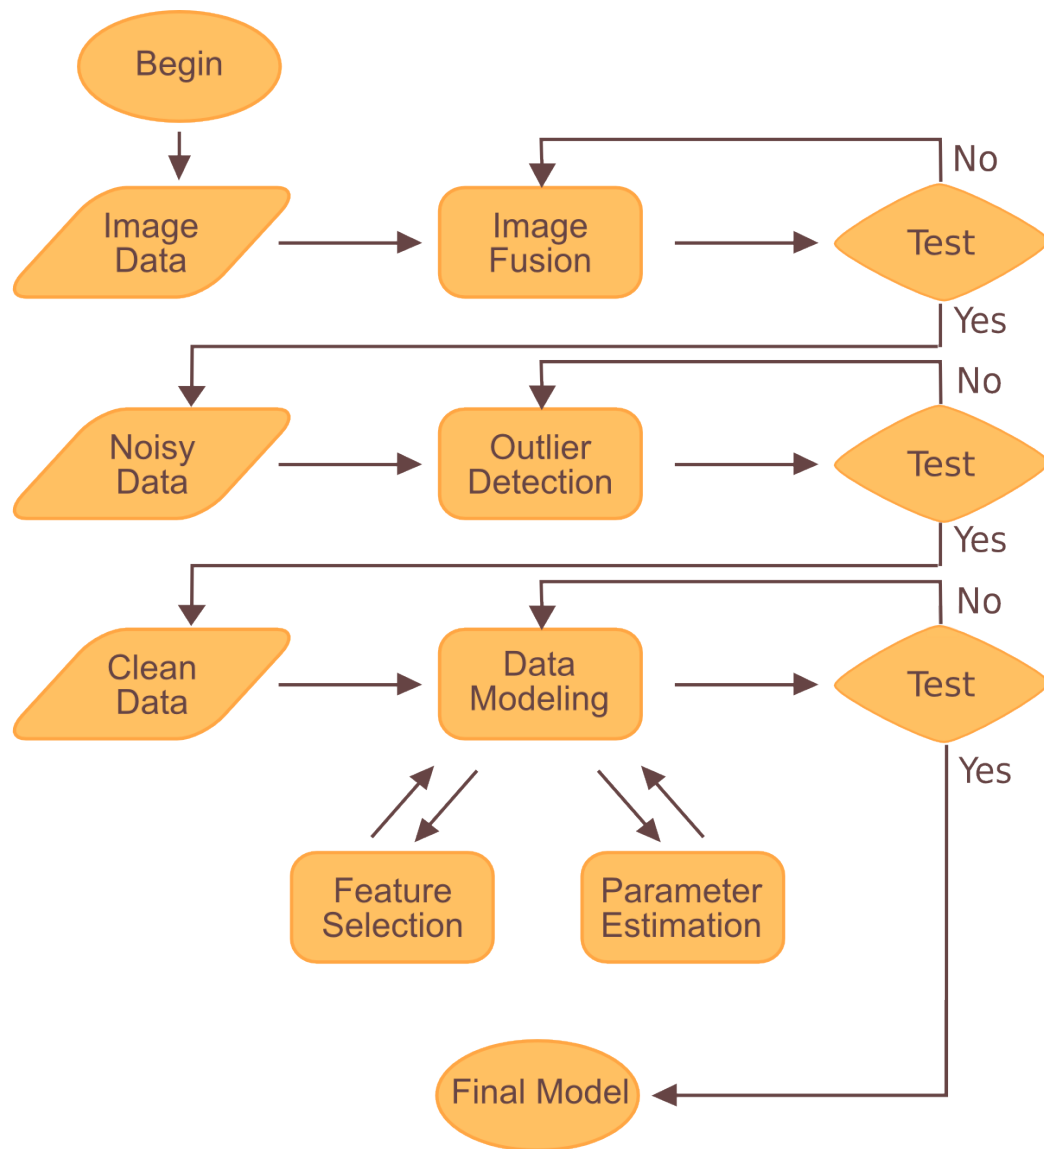 Begin
No
Image
Data
Image
Fusion
Test
Yes
No
Noisy
Data
Outlier
Detection
Test
Yes
No
Clean
Data
Data
Modeling
Test
Yes
Feature
Selection
Parameter
Estimation
Final Model